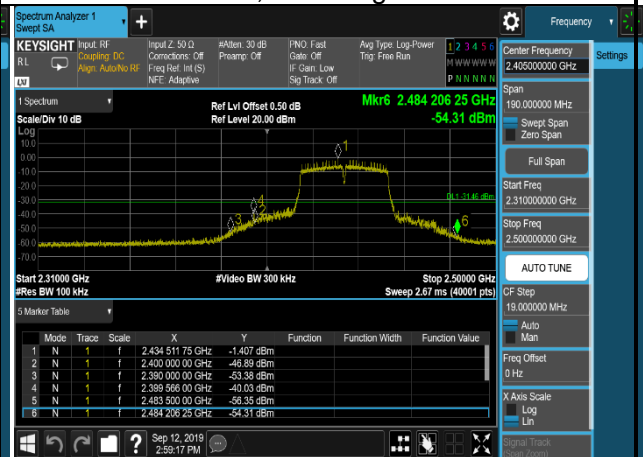 Spectrum Analyzer 1
Swept SA
Frequency
KEYSIGHT
Input: RF
Input Z: 50 Ω
#Atten: 30 dB
PNO: Fast
Avg Type: Log-Power
1 2 3 4 5 6
RL
Coupling: DC
Corrections: Off
Preamp: Off
Gate: Off
Trig: Free Run
M W W W W W
Align: Auto/No RF
Freq Ref: Int (S)
IF Gain: Low
P N N N N N
NFE: Adaptive
Sig Track: Off
LXI
1 Spectrum
Ref Lvl Offset 0.50 dB
Mkr6 2.484 206 25 GHz
Scale/Div 10 dB
Ref Level 20.00 dBm
-54.31 dBm
Log
10.0
0.00
-10.0
-20.0
-30.0
-40.0
-50.0
-60.0
-70.0
1
DL1 -31.46 dBm
4
3
6
Start 2.31000 GHz
#Video BW 300 kHz
Stop 2.50000 GHz
#Res BW 100 kHz
Sweep 2.67 ms (40001 pts)
5 Marker Table
Mode Trace Scale X Y Function Function Width Function Value
1 N 1 f 2.434 511 75 GHz -1.407 dBm
2 N 1 f 2.400 000 00 GHz -46.89 dBm
3 N 1 f 2.390 000 00 GHz -53.38 dBm
4 N 1 f 2.399 566 00 GHz -40.03 dBm
5 N 1 f 2.483 500 00 GHz -56.35 dBm
6 N 1 f 2.484 206 25 GHz -54.31 dBm
Sep 12, 2019
2:59:17 PM
Center Frequency
2.405000000 GHz
Settings
Span
190.000000 MHz
Swept Span
Zero Span
Full Span
Start Freq
2.310000000 GHz
Stop Freq
2.500000000 GHz
AUTO TUNE
CF Step
19.000000 MHz
Auto
Man
Freq Offset
0 Hz
X Axis Scale
Log
Lin
Signal Track
(Span Zoom)